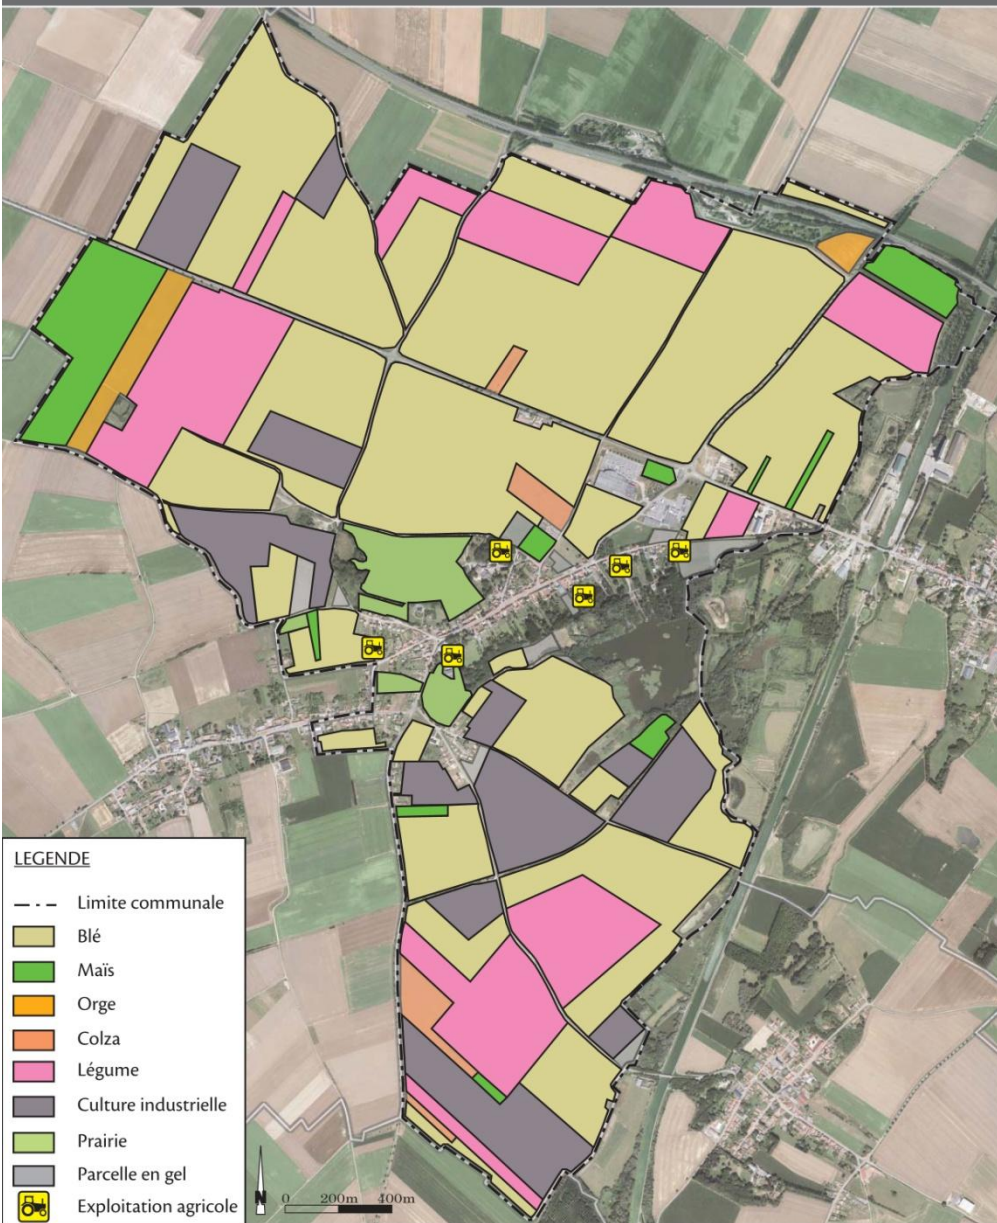 LEGENDE
Limite communale
Blé
Maïs
Orge
Colza
Légume
Culture industrielle
Prairie
Parcelle en gel
Exploitation agricole
N 0 200m 400m